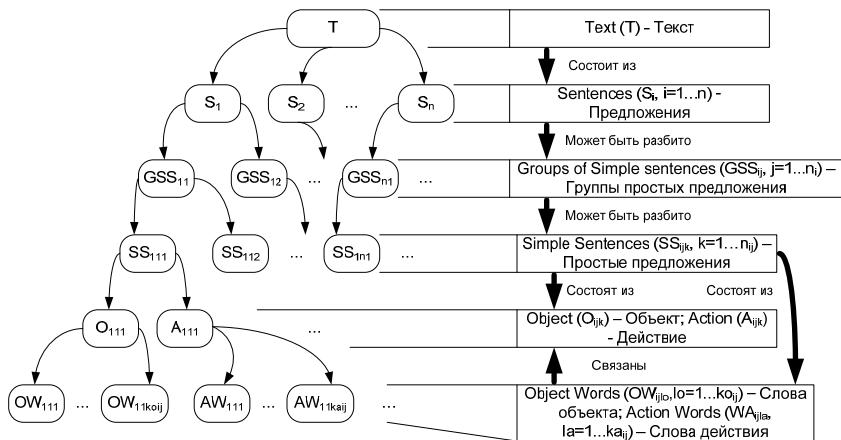 T
Text (T) – Текст
Состоит из
S1 S2 ... Sn
Sentences (Si, i=1...n) -
Предложения
Может быть разбито
GSS11 GSS12 ... GSSn1 ...
Groups of Simple sentences (GSSij, j=1...ni) –
Группы простых предложения
Может быть разбито
SS111 SS112 ... SS1n1 ...
Simple Sentences (SSijk, k=1...nij) –
Простые предложения
Состоят из Состоят из
O111 A111 ...
Object (Oijk) – Объект; Action (Aijk)
- Действие
Связаны
OW111 ... OW11koij AW111 ... AW11kaij ...
Object Words (OWijlo, lo=1...koij) – Слова
объекта; Action Words (WAijla,
la=1...kaij) – Слова действия